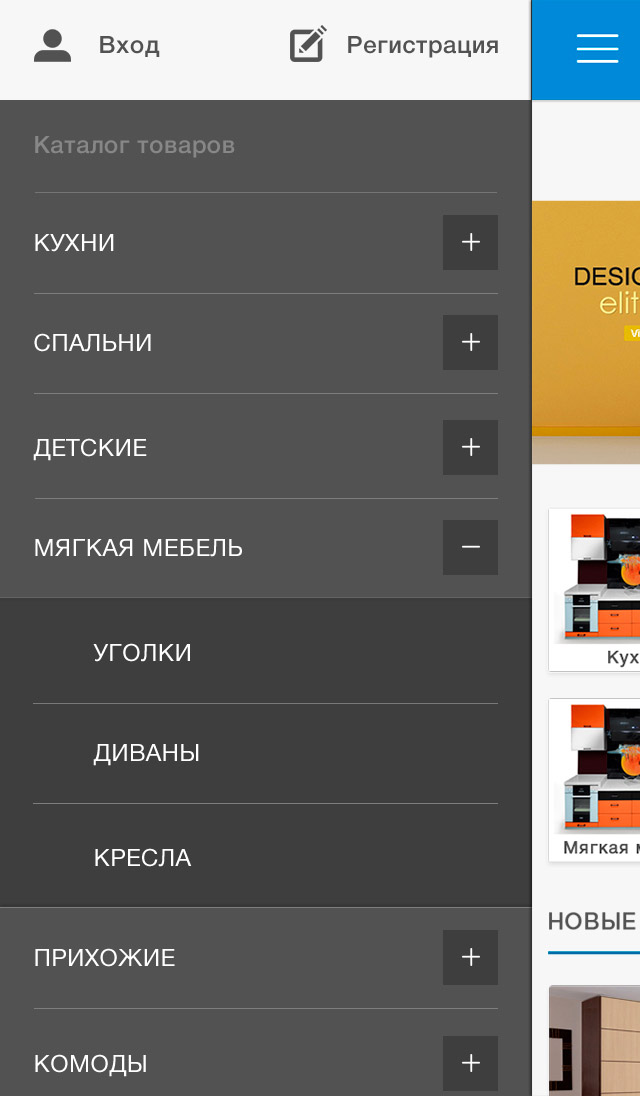 Вход
Регистрация
Каталог товаров
КУХНИ
СПАЛЬНИ
ДЕТСКИЕ
МЯГКАЯ МЕБЕЛЬ
УГОЛКИ
ДИВАНЫ
КРЕСЛА
ПРИХОЖИЕ
КОМОДЫ
DESIG
elit
Кух
Мягкая м
НОВЫЕ